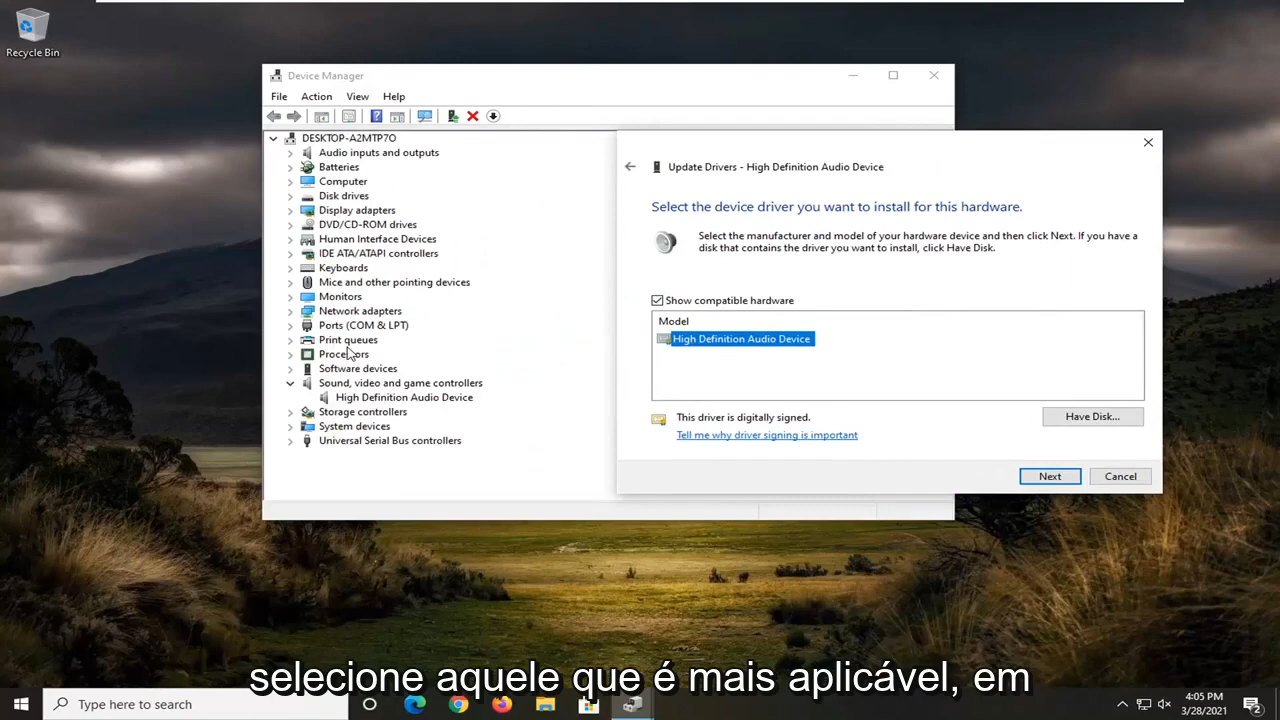 Recycle Bin
Device Manager
File Action View Help
DESKTOP-A2MTP7O
Audio inputs and outputs
Batteries
Computer
Disk drives
Display adapters
DVD/CD-ROM drives
Human Interface Devices
IDE ATA/ATAPI controllers
Keyboards
Mice and other pointing devices
Monitors
Network adapters
Ports (COM & LPT)
Print queues
Processors
Software devices
Sound, video and game controllers
High Definition Audio Device
Storage controllers
System devices
Universal Serial Bus controllers
Update Drivers - High Definition Audio Device
Select the device driver you want to install for this hardware.
Select the manufacturer and model of your hardware device and then click Next. If you have a
disk that contains the driver you want to install, click Have Disk.
Show compatible hardware
Model
High Definition Audio Device
This driver is digitally signed.
Have Disk...
Tell me why driver signing is important
Next Cancel
selecione aquele que é mais aplicável, em
Type here to search
4:05 PM
3/28/2021
2